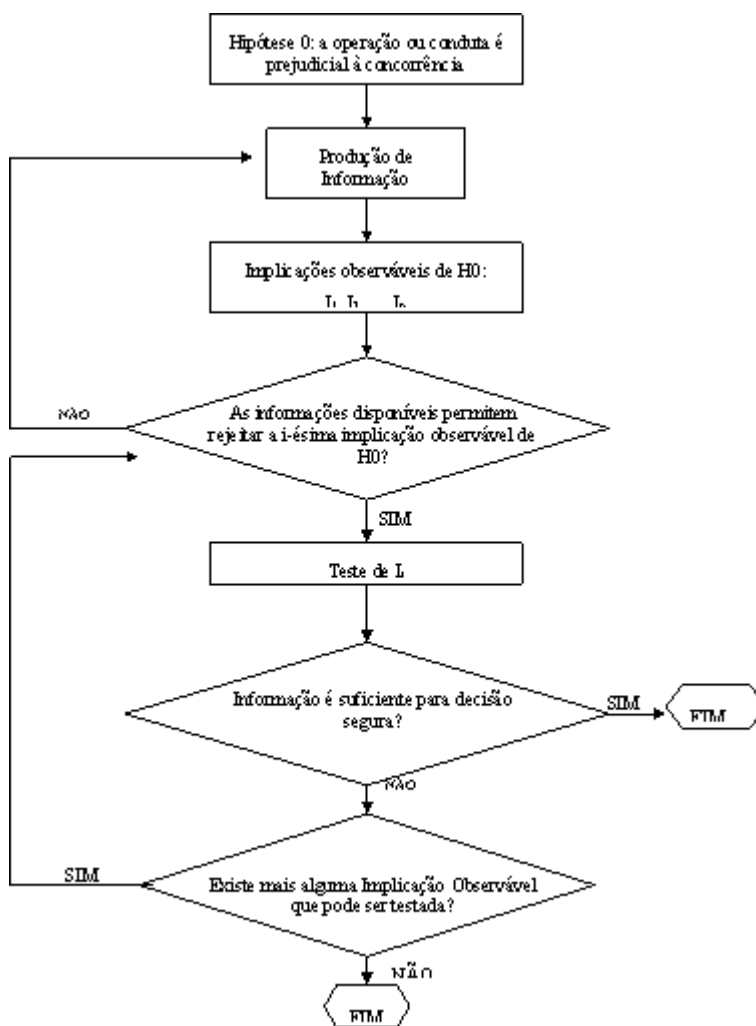 Hipótese 0: a operação ou conduta é
prejudicial à concorrência
Produção de
Informação
Implicações observáveis de H0:
NÃO
As informações disponíveis permitem
rejeitar a i-ésima implicação observável de
H0?
SIM
Teste de I
Informação é suficiente para decisão
segura?
SIM
FIM
NÃO
SIM
Existe mais alguma Implicação Observável
que pode ser testada?
NÃO
FIM